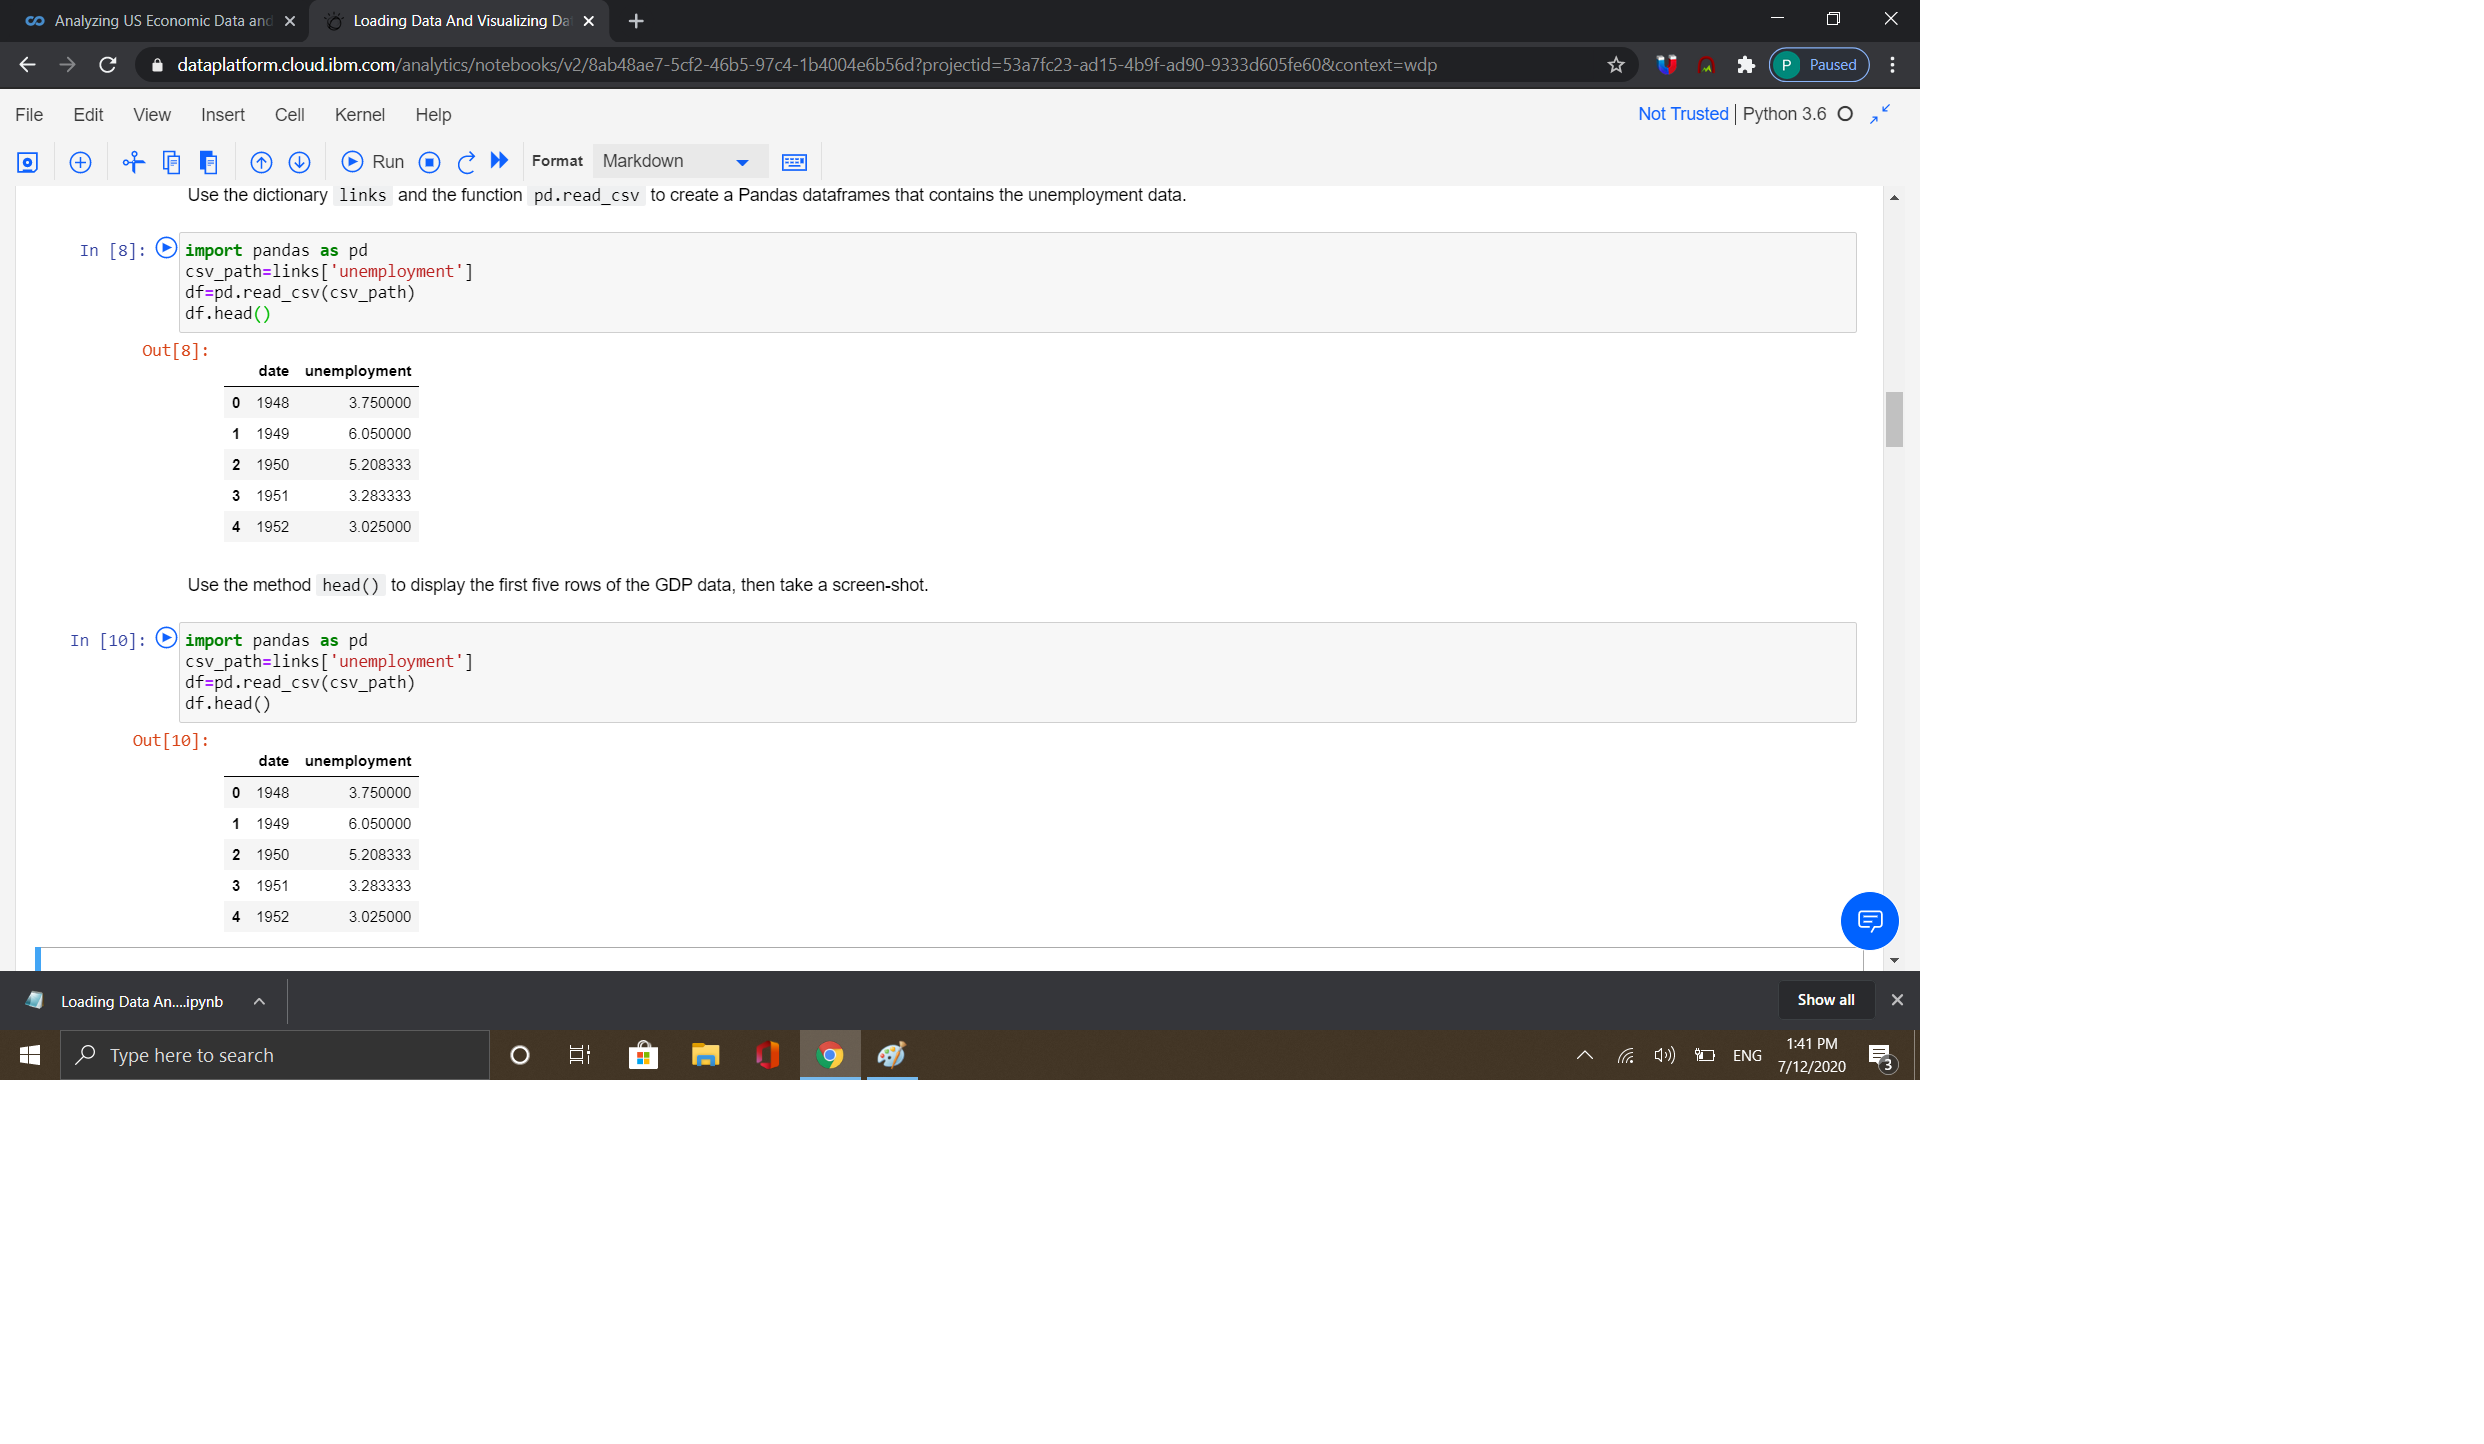 Analyzing US Economic Data and
Loading Data And Visualizing Da
dataplatform.cloud.ibm.com/analytics/notebooks/v2/8ab48ae7-5cf2-46b5-97c4-1b4004e6b56d?projectid=53a7fc23-ad15-4b9f-ad90-9333d605fe60&context=wdp
P Paused
File Edit View Insert Cell Kernel Help
Not Trusted | Python 3.6
Run Format Markdown
Use the dictionary links and the function pd.read_csv to create a Pandas dataframes that contains the unemployment data.
In [8]: import pandas as pd
csv_path=links['unemployment']
df=pd.read_csv(csv_path)
df.head()
Out[8]:
date unemployment
0 1948 3.750000
1 1949 6.050000
2 1950 5.208333
3 1951 3.283333
4 1952 3.025000
Use the method head() to display the first five rows of the GDP data, then take a screen-shot.
In [10]: import pandas as pd
csv_path=links['unemployment']
df=pd.read_csv(csv_path)
df.head()
Out[10]:
date unemployment
0 1948 3.750000
1 1949 6.050000
2 1950 5.208333
3 1951 3.283333
4 1952 3.025000
Loading Data An....ipynb
Show all
Type here to search
ENG
1:41 PM
7/12/2020
3